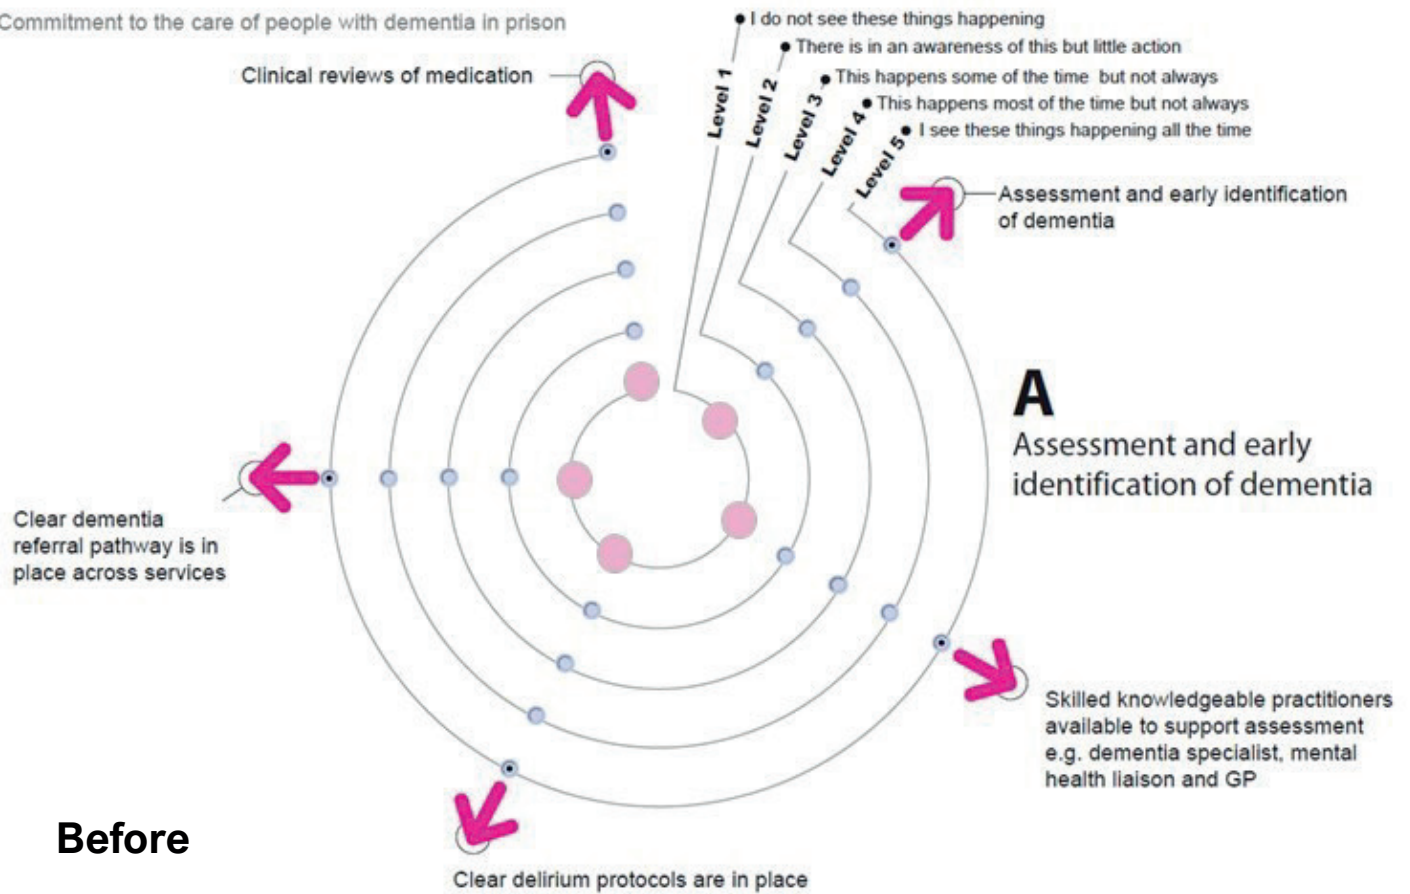 Commitment to the care of people with dementia in prison
I do not see these things happening
There is in an awareness of this but little action
This happens some of the time but not always
This happens most of the time but not always
I see these things happening all the time
Level 1
Level 2
Level 3
Level 4
Level 5
Clinical reviews of medication
Assessment and early identification
of dementia
A
Assessment and early
identification of dementia
Clear dementia
referral pathway is in
place across services
Skilled knowledgeable practitioners
available to support assessment
e.g. dementia specialist, mental
health liaison and GP
Before
Clear delirium protocols are in place